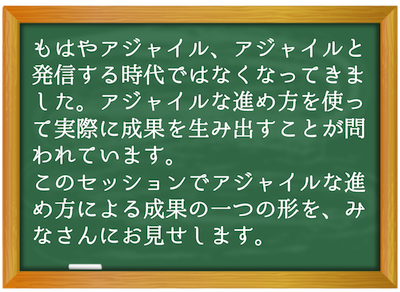 もはやアジャイル、アジャイルと
発信する時代ではなくなってきま
した。アジャイルな進め方を使っ
て実際に成果を生み出すことが問
われています。
このセッションでアジャイルな進
め方による成果の一つの形を、み
なさんにお見せします。